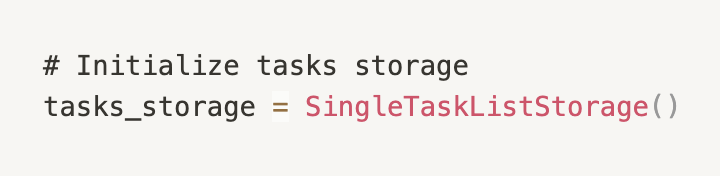 # Initialize tasks storage
tasks_storage = SingleTaskListStorage()